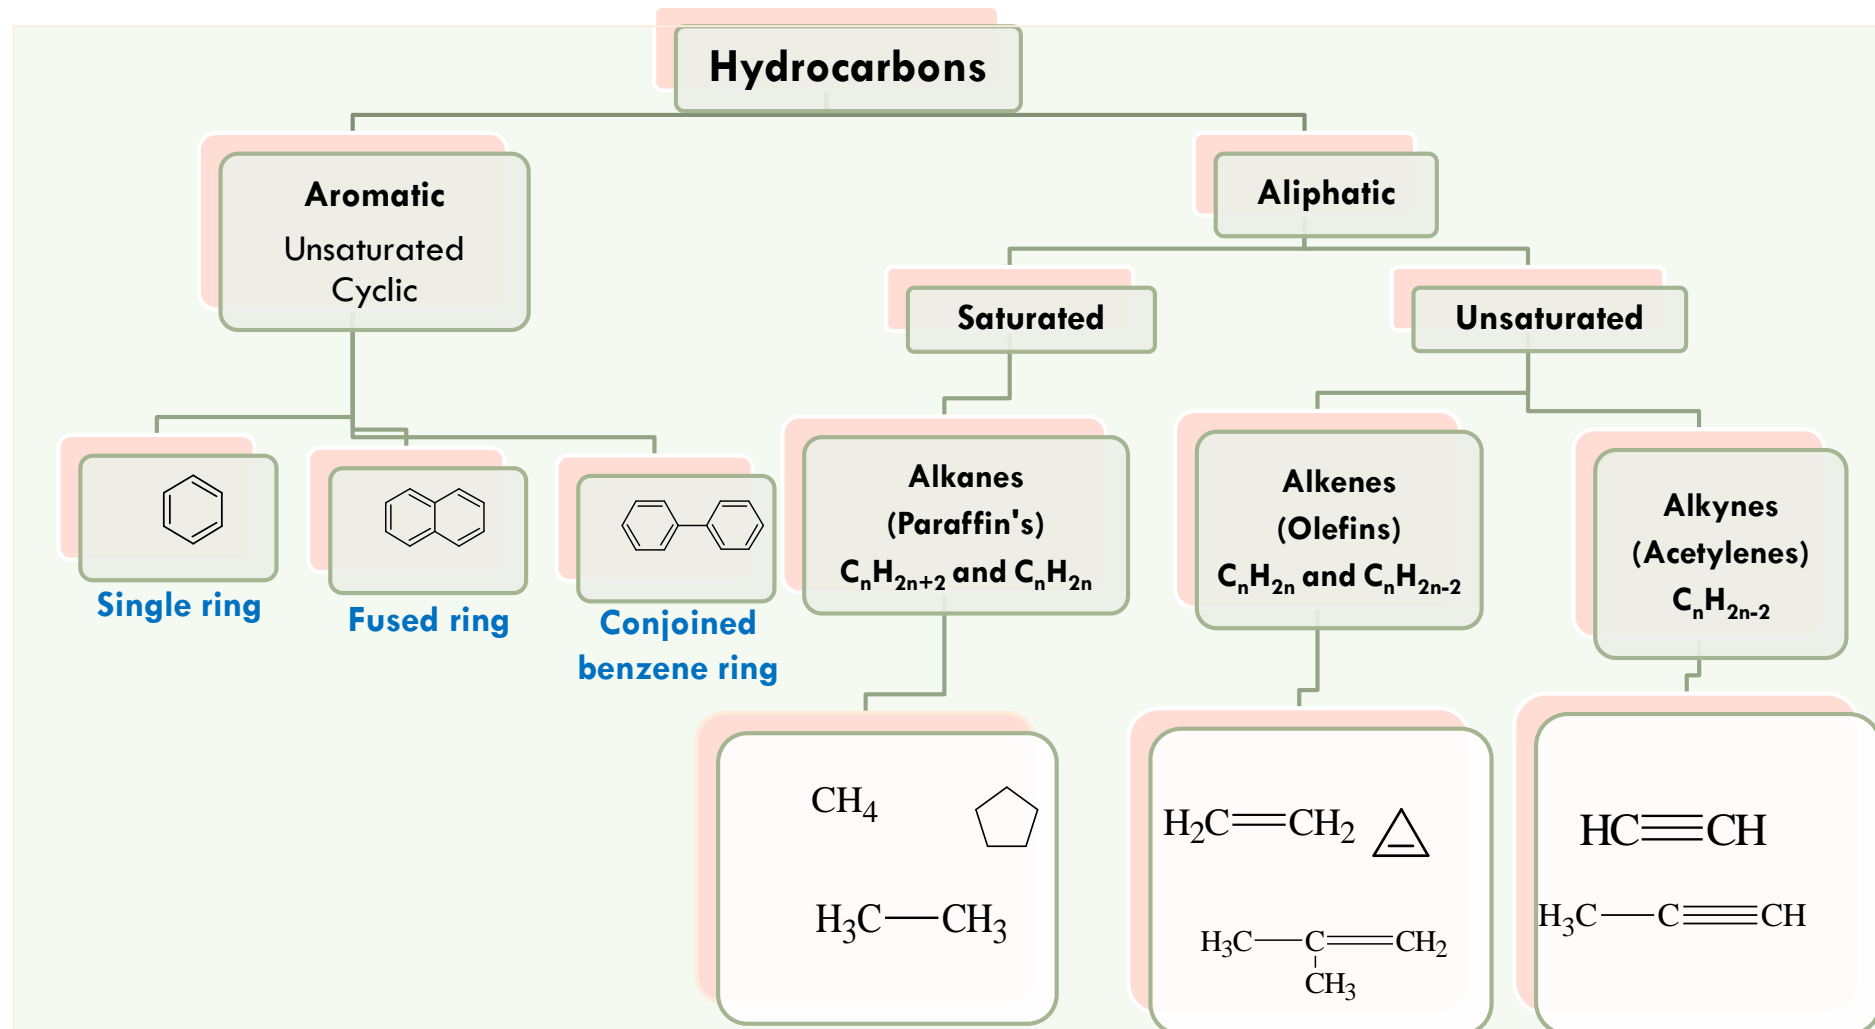 Hydrocarbons
Aromatic
Unsaturated
Cyclic
Aliphatic
Saturated
Unsaturated
Single ring
Fused ring
Conjoined
benzene ring
Alkanes
(Paraffin's)
CₙH₂ₙ₊₂ and CₙH₂ₙ
Alkenes
(Olefins)
CₙH₂ₙ and CₙH₂ₙ₋₂
Alkynes
(Acetylenes)
CₙH₂ₙ₋₂
CH₄
H₃C—CH₃
H₂C=CH₂
H₃C—C=CH₂
CH₃
HC≡CH
H₃C—C≡CH